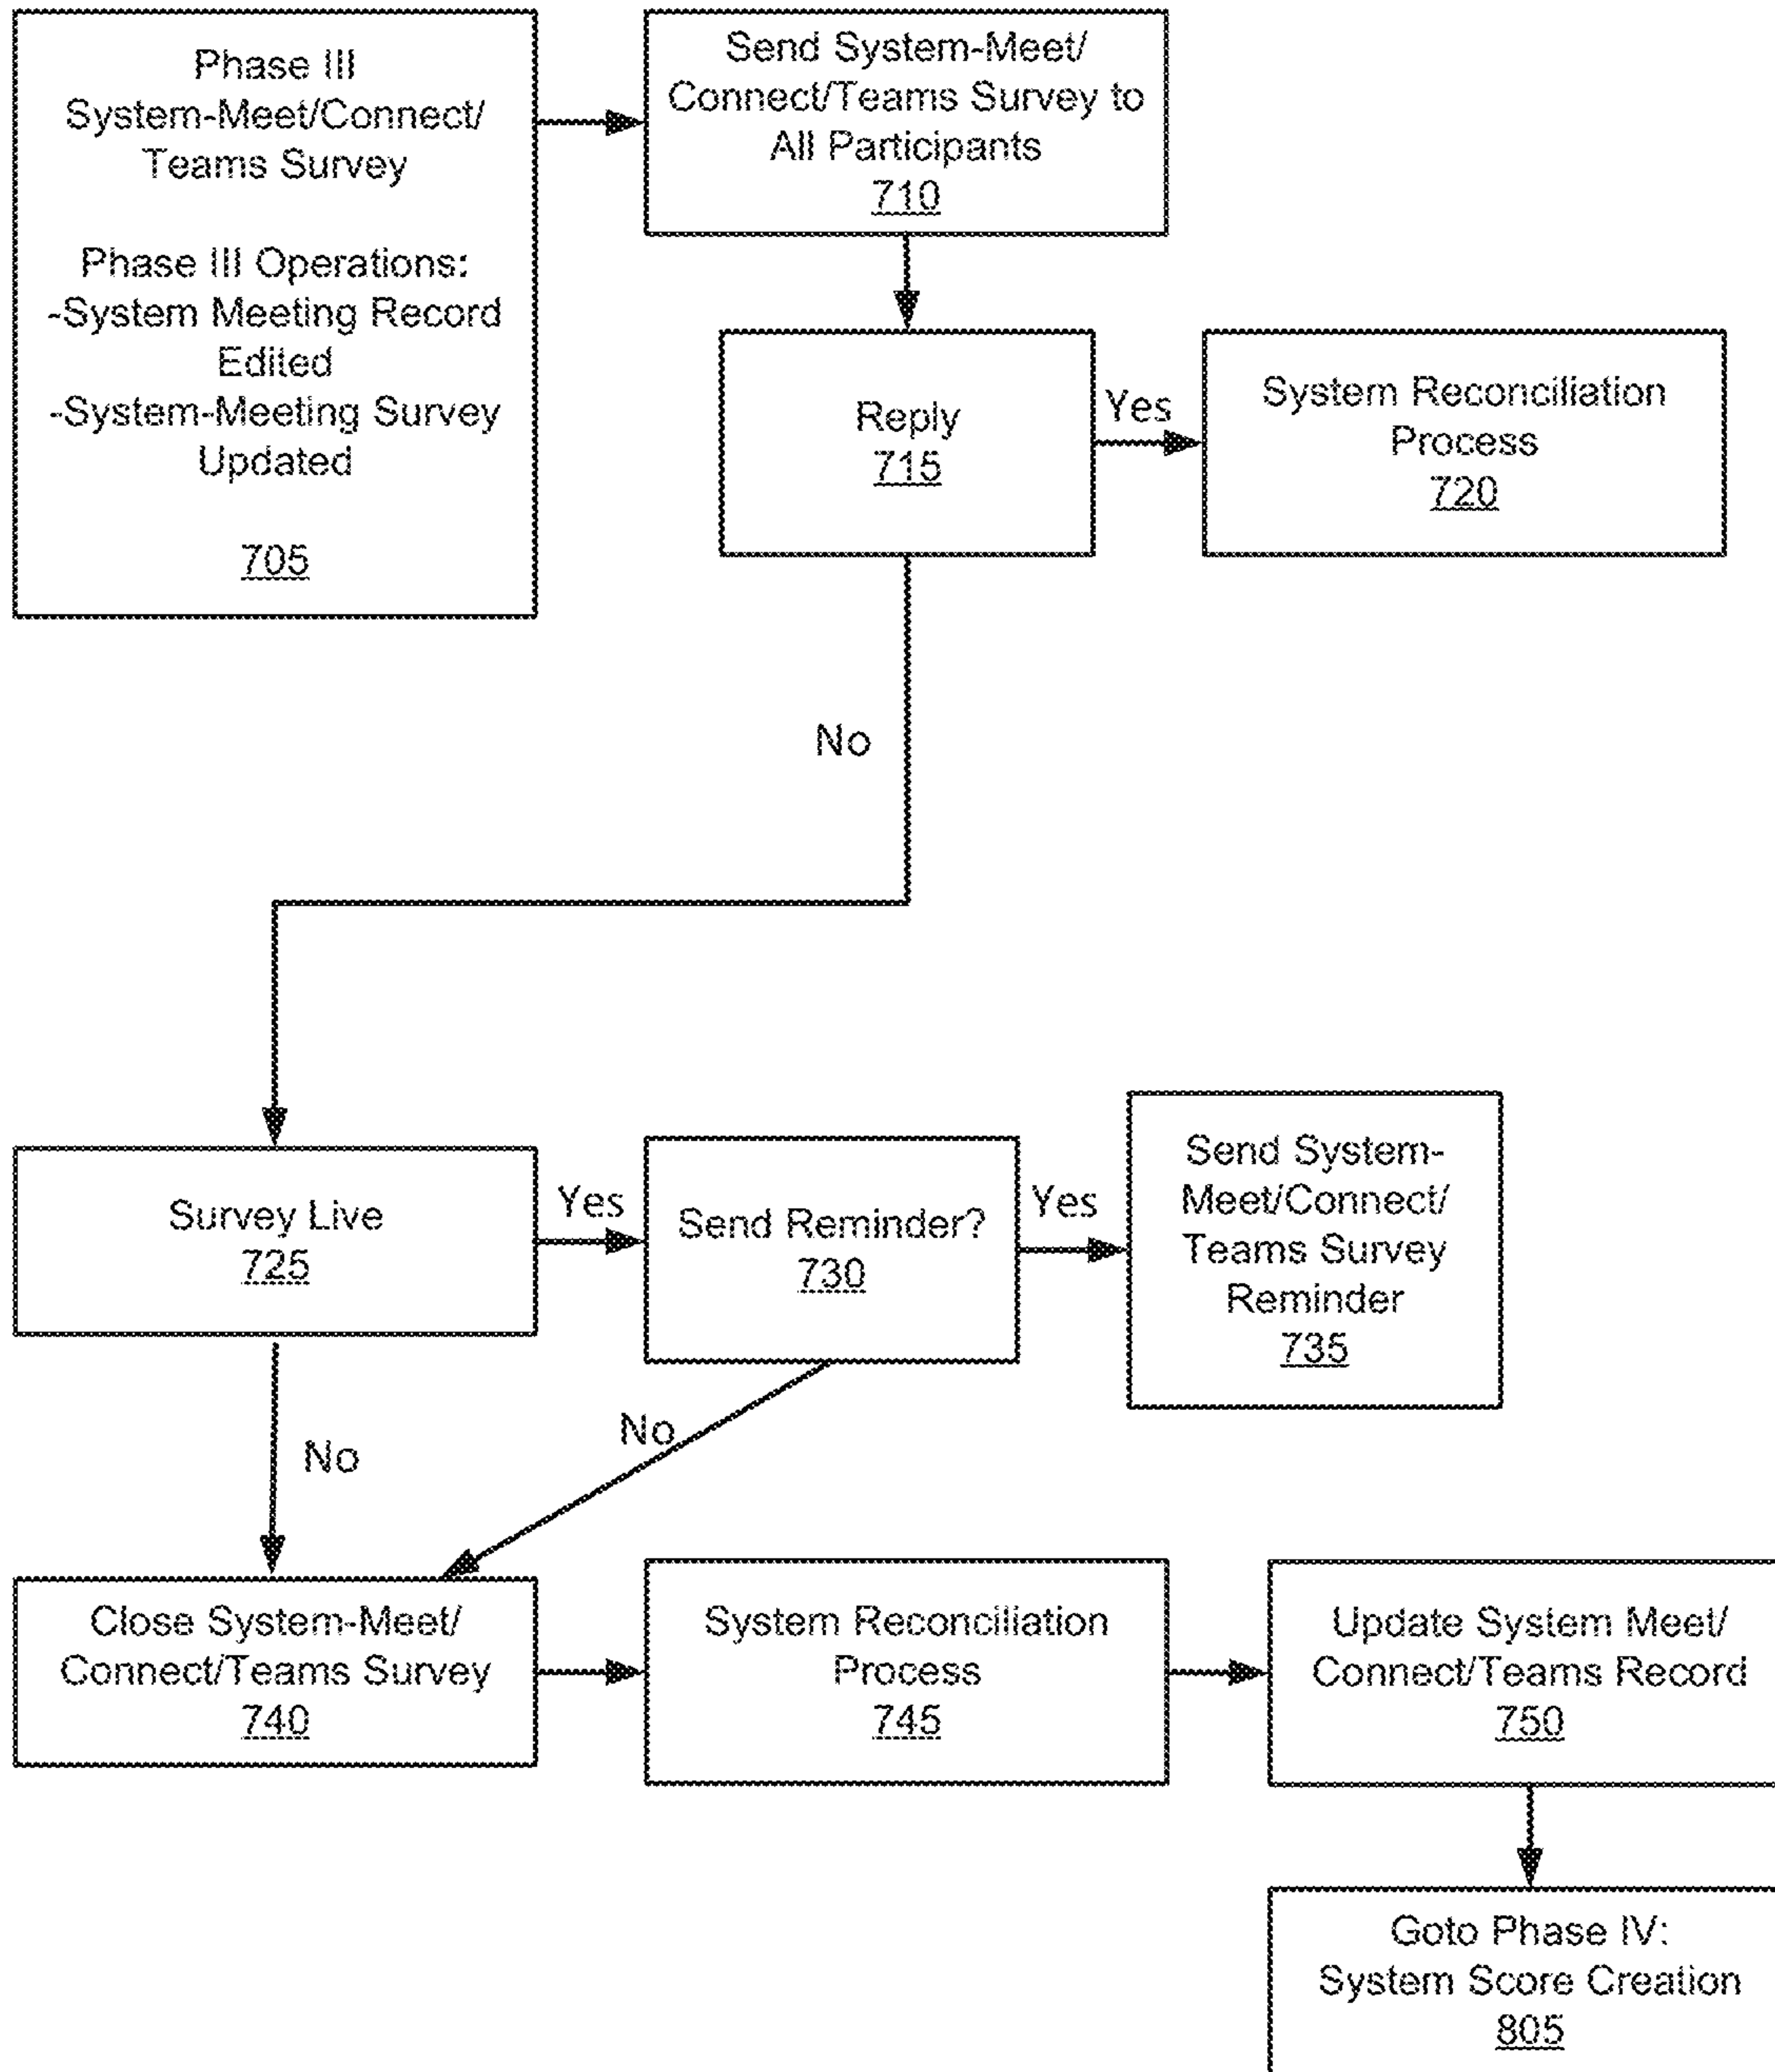 Phase III
System-Meet/Connect/
Teams Survey
Phase III Operations:
-System Meeting Record
Edited
-System-Meeting Survey
Updated
705
Send System-Meet/
Connect/Teams Survey to
All Participants
710
Reply
715
Yes
System Reconciliation
Process
720
No
Survey Live
725
Yes
Send Reminder?
730
Yes
Send System-
Meet/Connect/
Teams Survey
Reminder
735
No
No
Close System-Meet/
Connect/Teams Survey
740
System Reconciliation
Process
745
Update System Meet/
Connect/Teams Record
750
Goto Phase IV:
System Score Creation
805